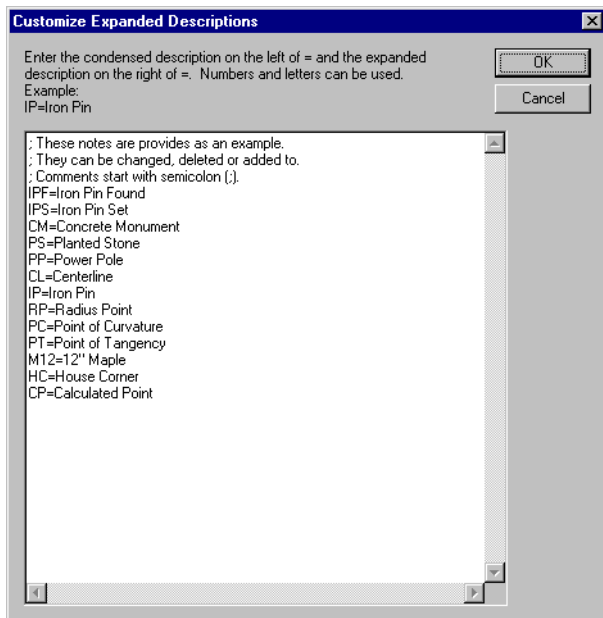 Customize Expanded Descriptions
Enter the condensed description on the left of = and the expanded
description on the right of =. Numbers and letters can be used.
Example:
IP=Iron Pin
OK
Cancel
; These notes are provides as an example.
; They can be changed, deleted or added to.
; Comments start with semicolon (;).
IPF=Iron Pin Found
IPS=Iron Pin Set
CM=Concrete Monument
PS=Planted Stone
PP=Power Pole
CL=Centerline
IP=Iron Pin
RP=Radius Point
PC=Point of Curvature
PT=Point of Tangency
M12=12" Maple
HC=House Corner
CP=Calculated Point